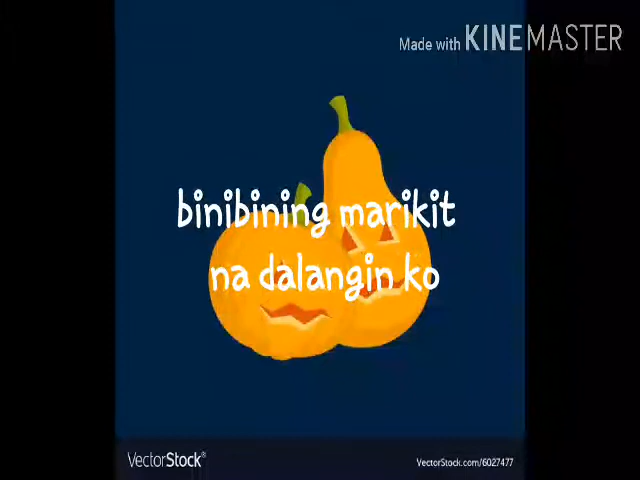 Made with KINEMASTER
binibining marikit
na dalangin ko
VectorStock®
VectorStock.com/6027477